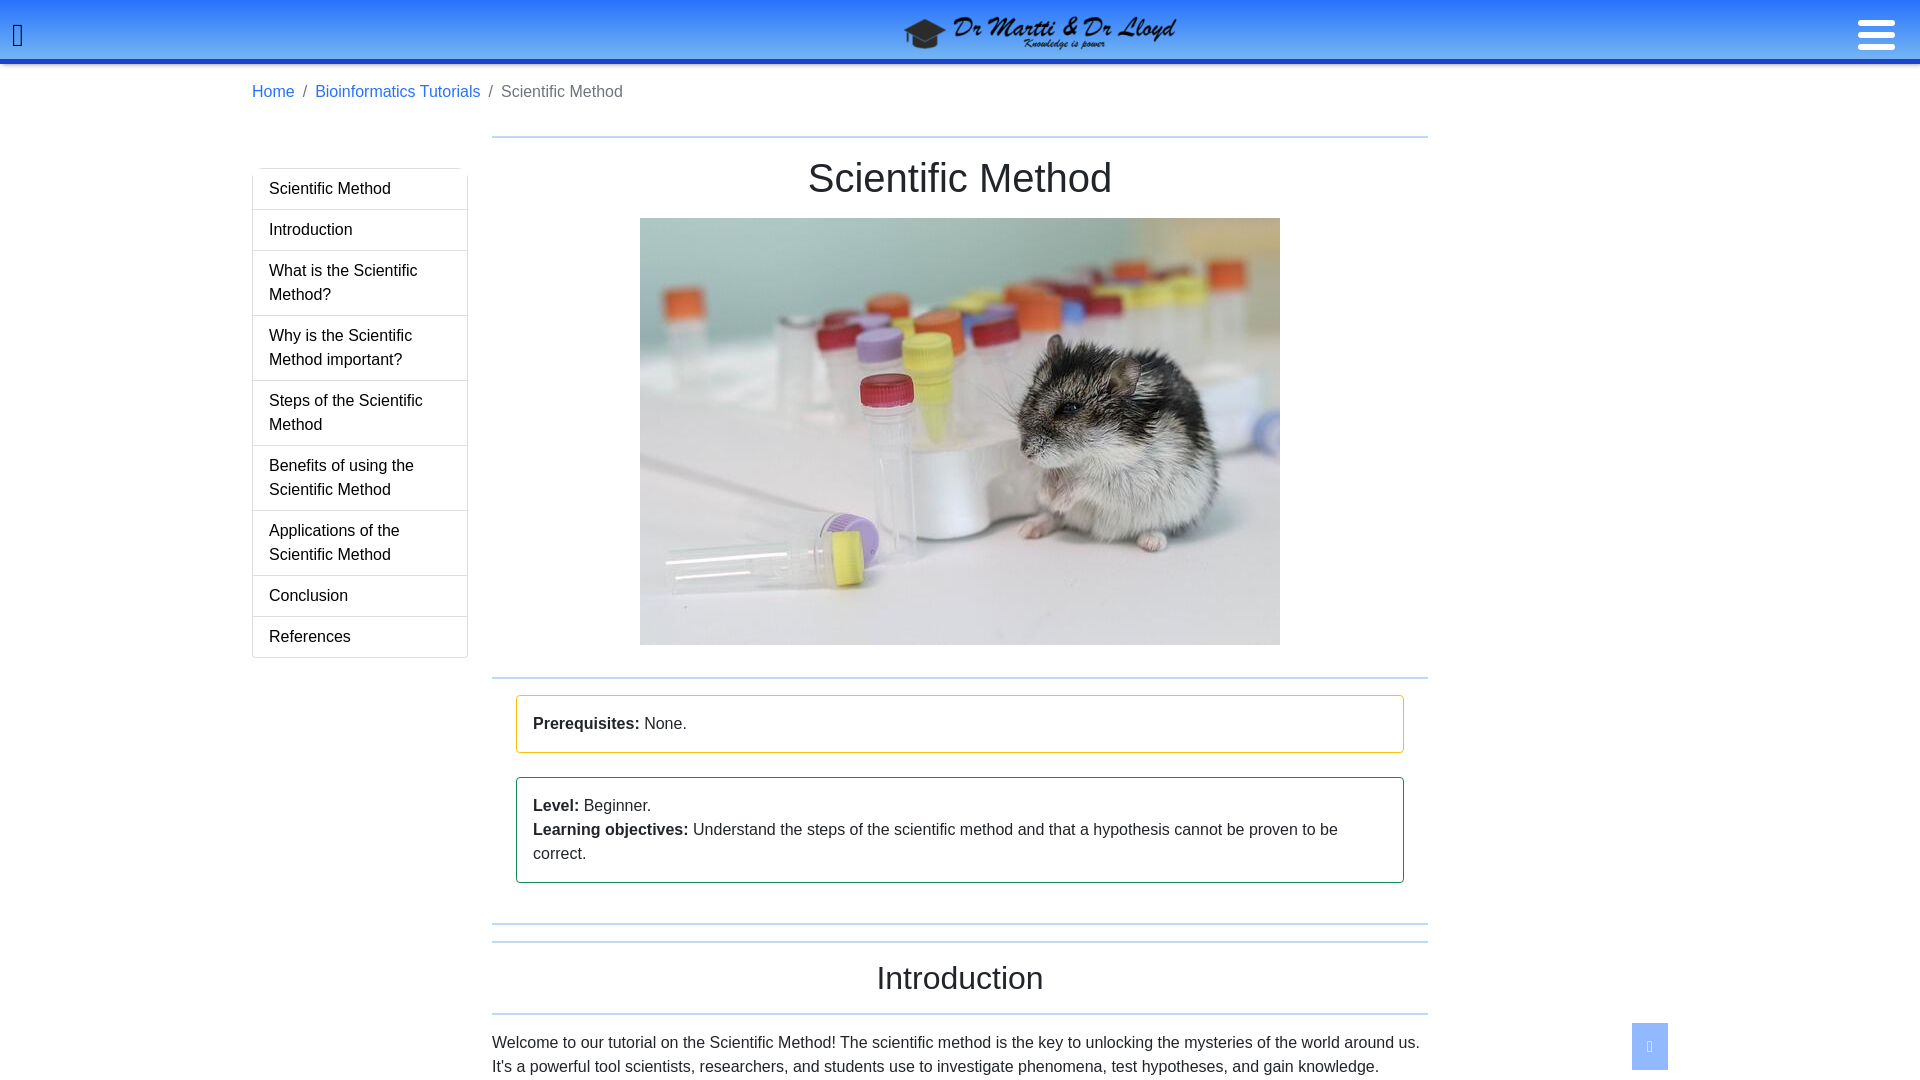 Dr Martti & Dr Lloyd
Knowledge is power
Home / Bioinformatics Tutorials / Scientific Method
Scientific Method
Introduction
What is the Scientific
Method?
Why is the Scientific
Method important?
Steps of the Scientific
Method
Benefits of using the
Scientific Method
Applications of the
Scientific Method
Conclusion
References
Scientific Method
Prerequisites: None.
Level: Beginner.
Learning objectives: Understand the steps of the scientific method and that a hypothesis cannot be proven to be
correct.
Introduction
Welcome to our tutorial on the Scientific Method! The scientific method is the key to unlocking the mysteries of the world around us.
It's a powerful tool scientists, researchers, and students use to investigate phenomena, test hypotheses, and gain knowledge.